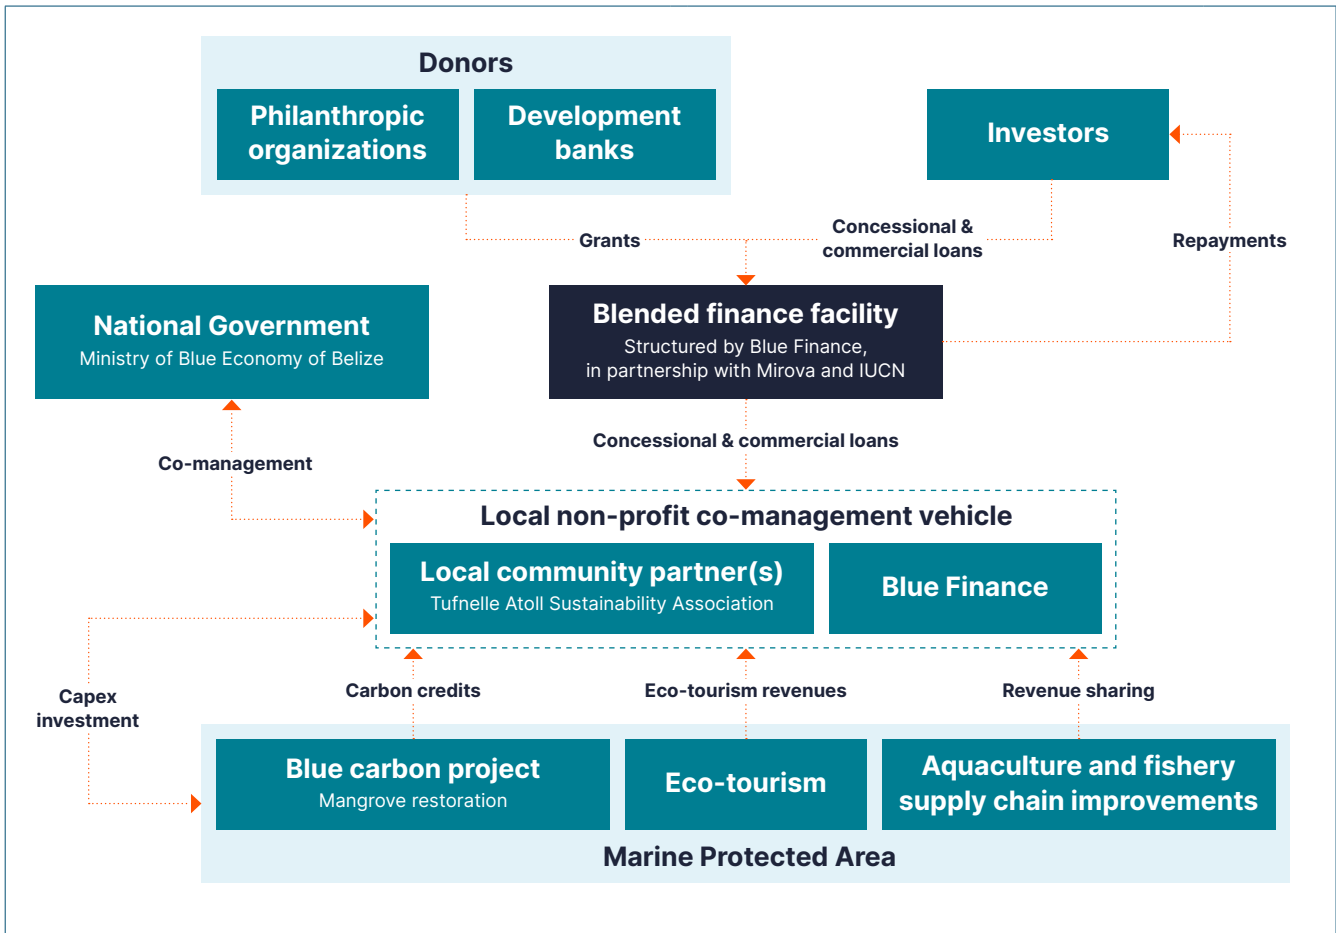 Donors
Philanthropic
organizations
Development
banks
Investors
Grants
Concessional &
commercial loans
Repayments
National Government
Ministry of Blue Economy of Belize
Blended finance facility
Structured by Blue Finance,
in partnership with Mirova and IUCN
Co-management
Concessional & commercial loans
Local non-profit co-management vehicle
Local community partner(s)
Tufnelle Atoll Sustainability Association
Blue Finance
Capex
investment
Carbon credits
Eco-tourism revenues
Revenue sharing
Blue carbon project
Mangrove restoration
Eco-tourism
Aquaculture and fishery
supply chain improvements
Marine Protected Area